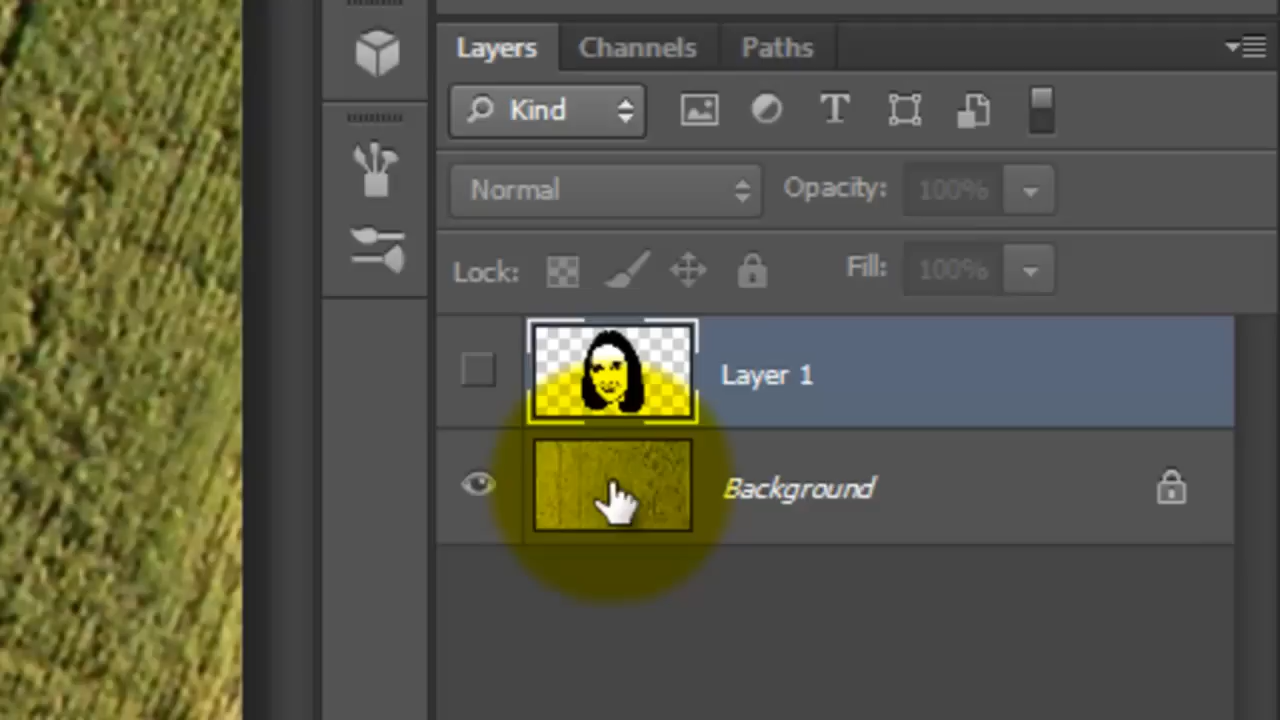 Layers Channels Paths
Kind T
Normal Opacity: 100%
Lock: Fill: 100%
Layer 1
Background